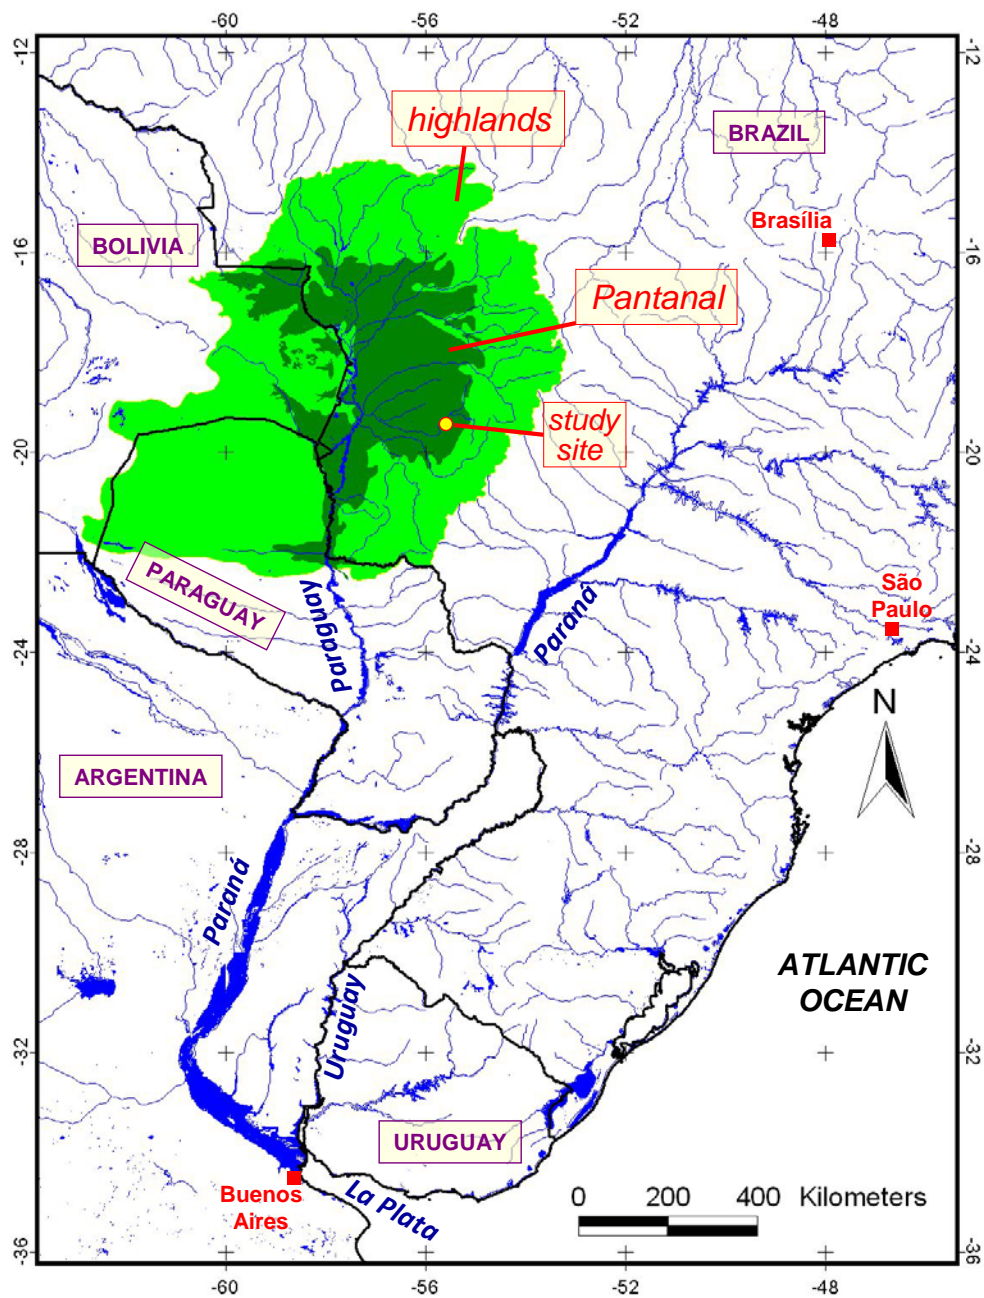 -60 -56 -52 -48
-12 -12
highlands
BRAZIL
Brasília
BOLIVIA
-16 -16
Pantanal
study
site
-20 -20
PARAGUAY
Paraguay
Paraná
São
Paulo
-24 -24
N
ARGENTINA
-28 -28
Paraná
ATLANTIC
OCEAN
Uruguay
-32 -32
URUGUAY
Buenos
Aires
La Plata
0 200 400 Kilometers
-36 -36
-60 -56 -52 -48